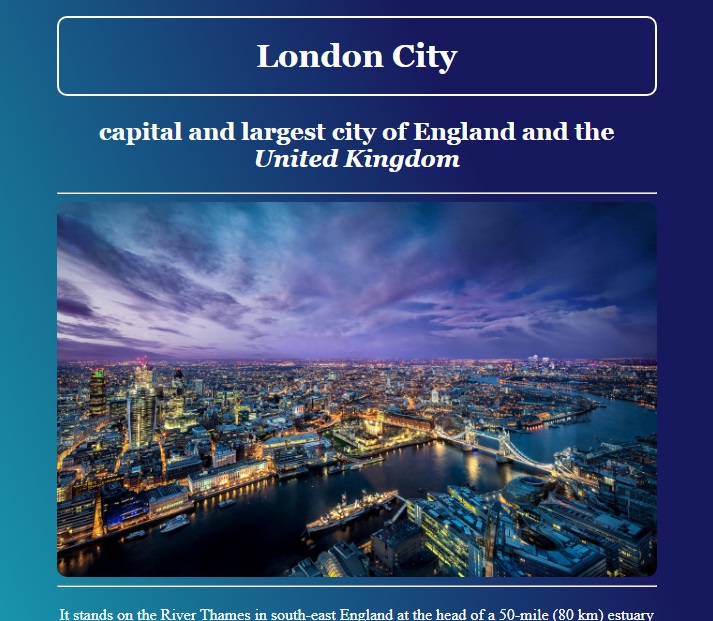 London City
capital and largest city of England and the
United Kingdom
It stands on the River Thames in south-east England at the head of a 50-mile (80 km) estuary